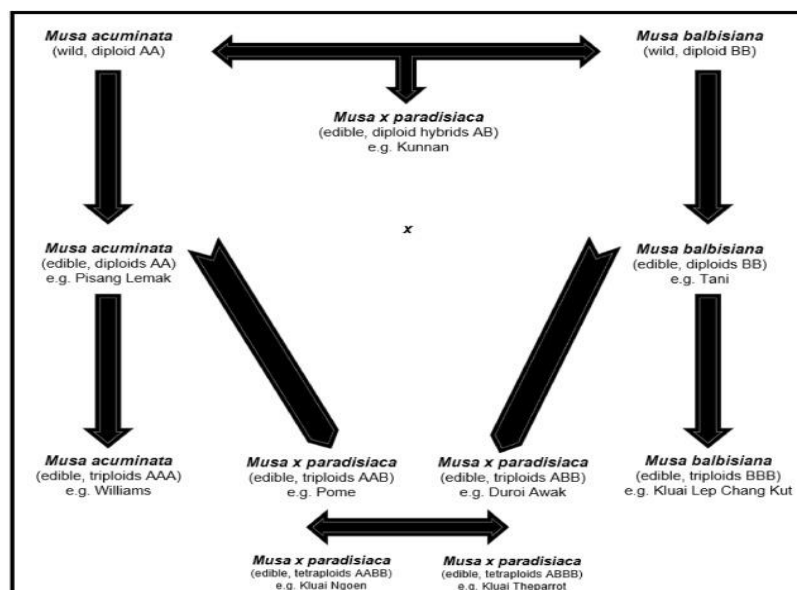 Musa acuminata
(wild, diploid AA)
Musa balbisiana
(wild, diploid BB)
Musa x paradisiaca
(edible, diploid hybrids AB)
e.g. Kunnan
x
Musa acuminata
(edible, diploids AA)
e.g. Pisang Lemak
Musa balbisiana
(edible, diploids BB)
e.g. Tani
Musa acuminata
(edible, triploids AAA)
e.g. Williams
Musa x paradisiaca
(edible, triploids AAB)
e.g. Pome
Musa x paradisiaca
(edible, triploids ABB)
e.g. Duroi Awak
Musa balbisiana
(edible, triploids BBB)
e.g. Kluai Lep Chang Kut
Musa x paradisiaca
(edible, tetraploids AABB)
e.g. Kluai Ngoen
Musa x paradisiaca
(edible, tetraploids ABBB)
e.g. Kluai Theparrot